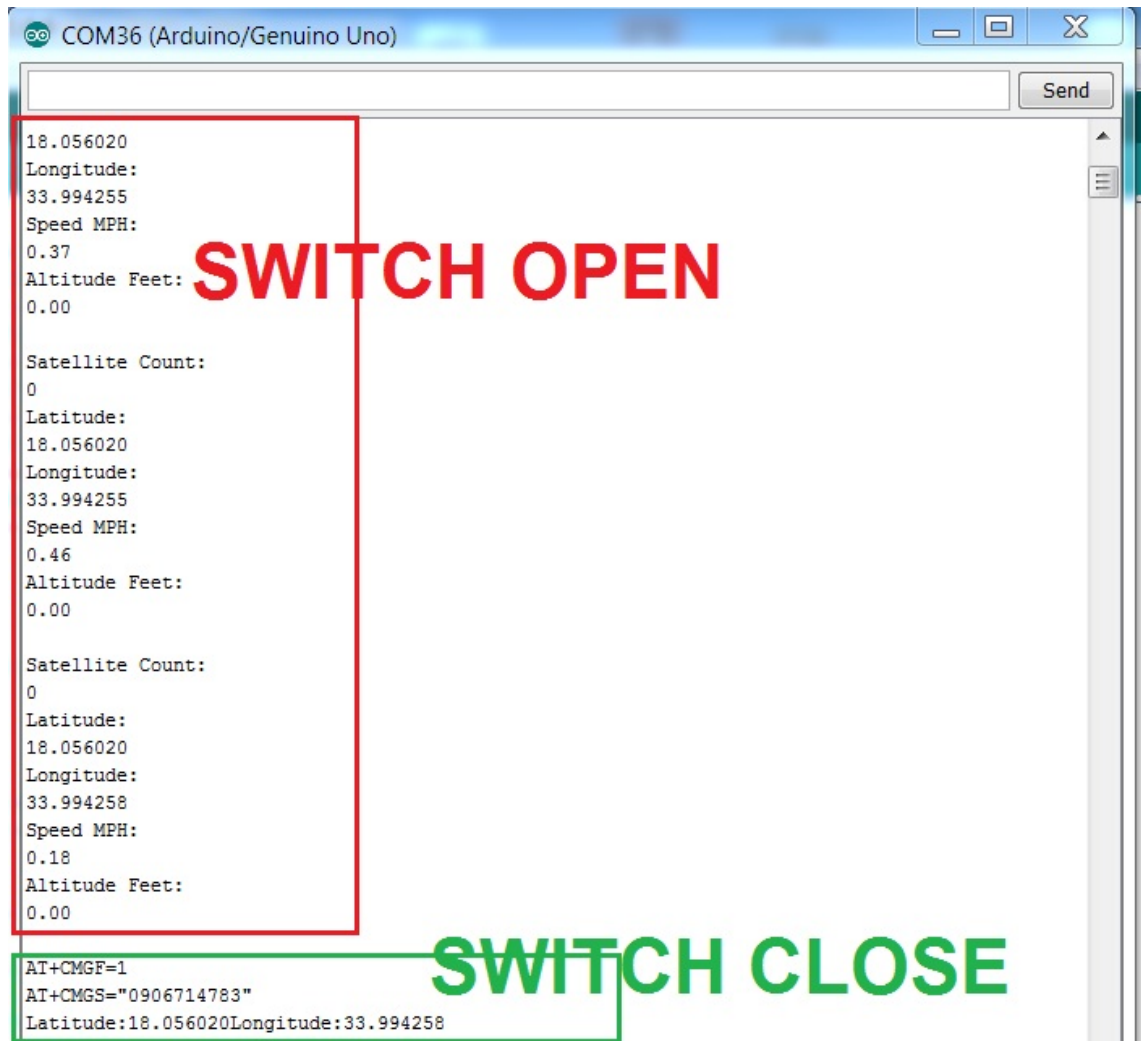 COM36 (Arduino/Genuino Uno)
Send
18.056020
Longitude:
33.994255
Speed MPH:
0.37
SWITCH OPEN
Altitude Feet:
0.00
Satellite Count:
0
Latitude:
18.056020
Longitude:
33.994255
Speed MPH:
0.46
Altitude Feet:
0.00
Satellite Count:
0
Latitude:
18.056020
Longitude:
33.994258
Speed MPH:
0.18
Altitude Feet:
0.00
SWITCH CLOSE
AT+CMGF=1
AT+CMGS="0906714783"
Latitude:18.056020Longitude:33.994258